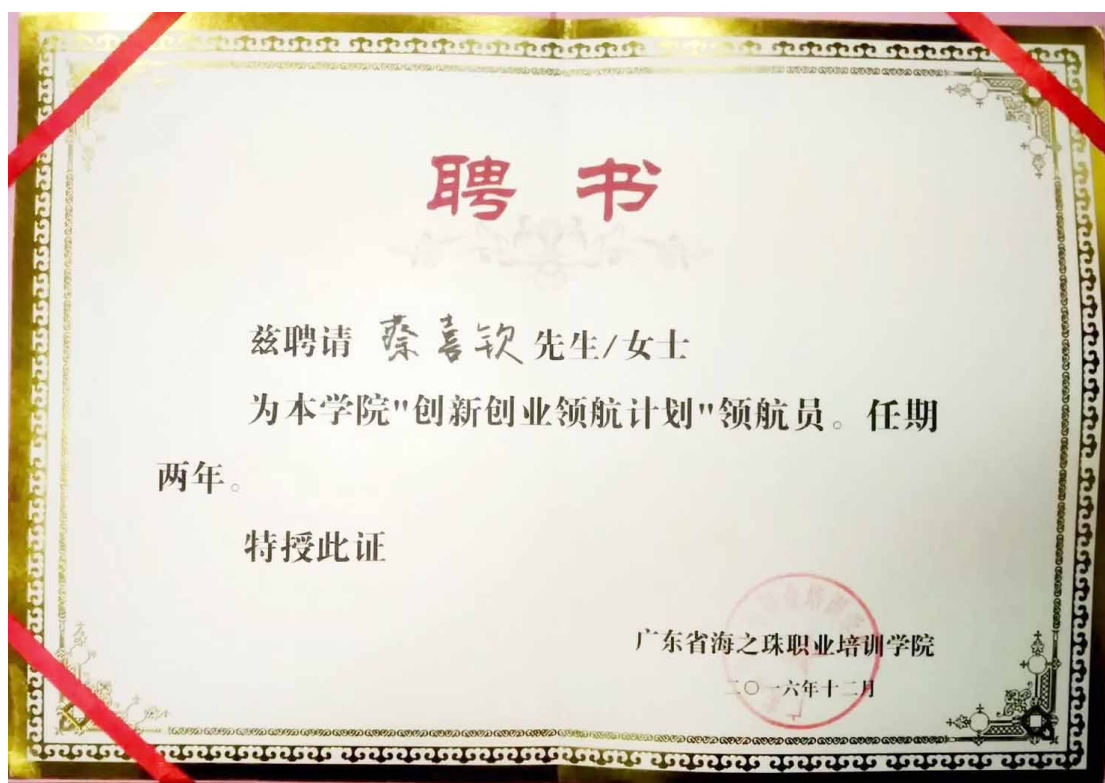 聘 书
兹聘请 蔡喜钦 先生/女士
为本学院"创新创业领航计划"领航员。任期
两年。
特授此证
广东省海之珠职业培训学院
二〇一六年十二月